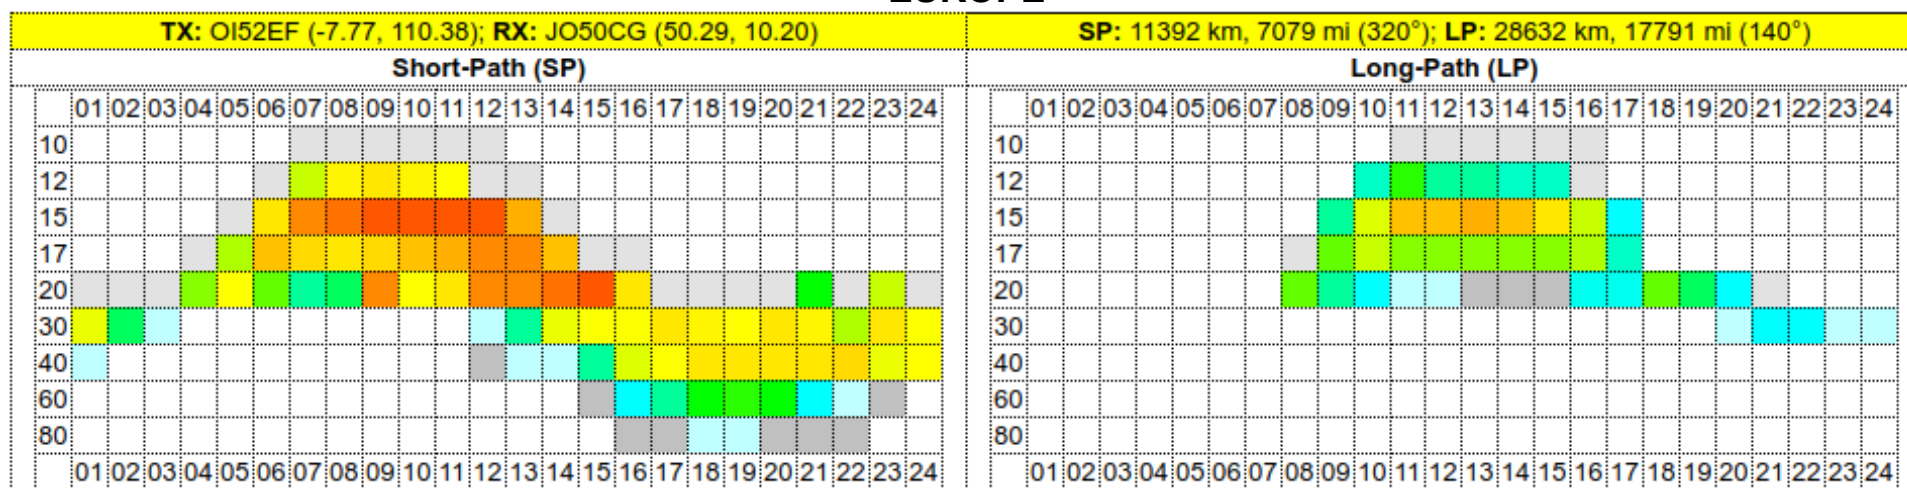 EUROPE
TX: OI52EF (-7.77, 110.38); RX: JO50CG (50.29, 10.20)
Short-Path (SP)
01 02 03 04 05 06 07 08 09 10 11 12 13 14 15 16 17 18 19 20 21 22 23 24
10
12
15
17
20
30
40
60
80
01 02 03 04 05 06 07 08 09 10 11 12 13 14 15 16 17 18 19 20 21 22 23 24
SP: 11392 km, 7079 mi (320°); LP: 28632 km, 17791 mi (140°)
Long-Path (LP)
01 02 03 04 05 06 07 08 09 10 11 12 13 14 15 16 17 18 19 20 21 22 23 24
10
12
15
17
20
30
40
60
80
01 02 03 04 05 06 07 08 09 10 11 12 13 14 15 16 17 18 19 20 21 22 23 24